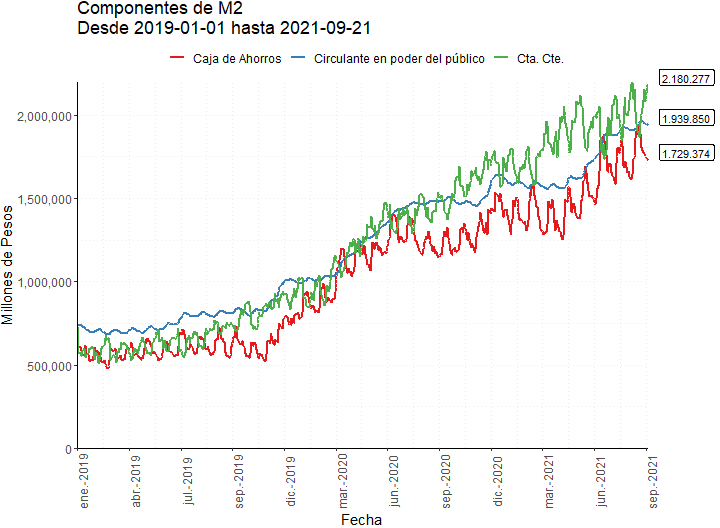 Componentes de M2
Desde 2019-01-01 hasta 2021-09-21
Caja de Ahorros Circulante en poder del público Cta. Cte.
2.180.277
1.939.850
1.729.374
Millones de Pesos
2,000,000
1,500,000
1,000,000
500,000
0
ene.-2019
abr.-2019
jul.-2019
sep.-2019
dic.-2019
mar.-2020
jun.-2020
sep.-2020
dic.-2020
mar.-2021
jun.-2021
sep.-2021
Fecha